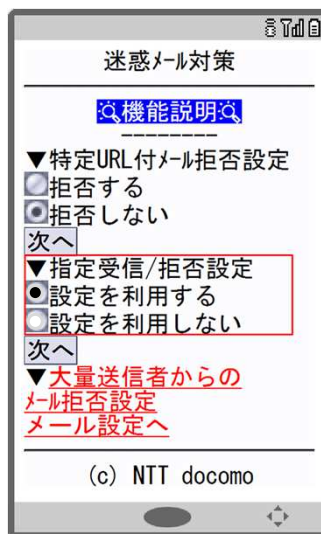 迷惑メール対策
機能説明
--------
▼特定URL付メール拒否設定
拒否する
拒否しない
次へ
▼指定受信/拒否設定
設定を利用する
設定を利用しない
次へ
▼大量送信者からの
メール拒否設定
メール設定へ
(c) NTT docomo